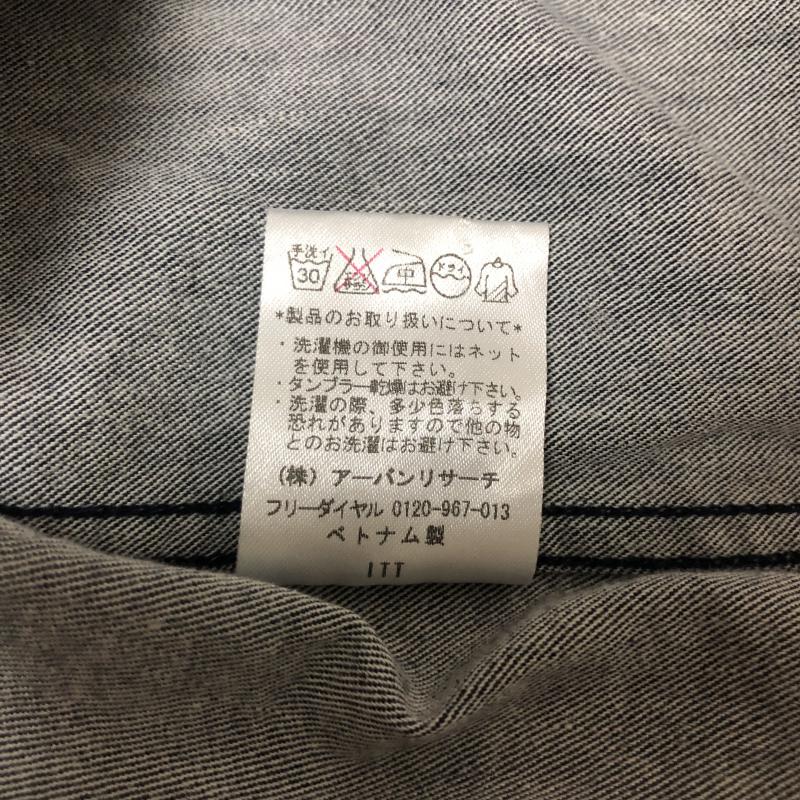 手洗イ
30
中
ドライ
*製品のお取り扱いについて*
・洗濯機の御使用にはネット
を使用して下さい。
・タンブラー乾燥はお避け下さい。
・洗濯の際、多少色落ちする
恐れがありますので他の物
とのお洗濯はお避け下さい。
(株) アーバンリサーチ
フリーダイヤル 0120-967-013
ベトナム製
ITT